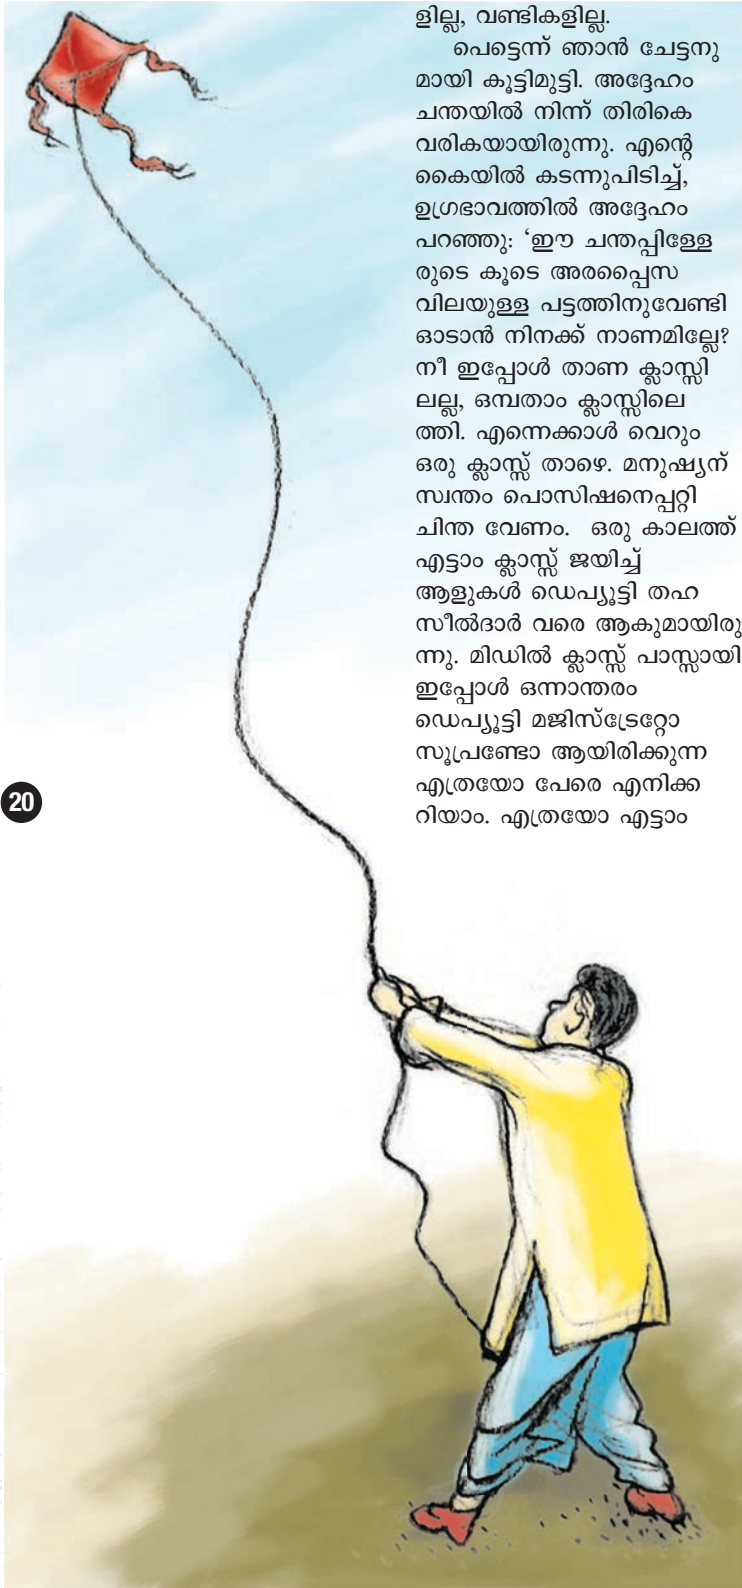 ളില്ല, വണ്ടികളില്ല.
പെട്ടെന്ന് ഞാൻ ചേട്ടനു
മായി കൂട്ടിമുട്ടി. അദ്ദേഹം
ചന്തയിൽ നിന്ന് തിരികെ
വരികയായിരുന്നു. എന്റെ
കൈയിൽ കടന്നുപിടിച്ച്,
ഉഗ്രഭാവത്തിൽ അദ്ദേഹം
പറഞ്ഞു: ‘ഈ ചന്തപ്പിള്ളേ
രുടെ കൂടെ അരപ്പൈസ
വിലയുള്ള പട്ടത്തിനുവേണ്ടി
ഓടാൻ നിനക്ക് നാണമില്ലേ?
നീ ഇപ്പോൾ താണ ക്ലാസ്സി
ലല്ല, ഒമ്പതാം ക്ലാസ്സിലെ
ത്തി. എന്നെക്കാൾ വെറും
ഒരു ക്ലാസ്സ് താഴെ. മനുഷ്യന്
സ്വന്തം പൊസിഷനെപ്പറ്റി
ചിന്ത വേണം. ഒരു കാലത്ത്
എട്ടാം ക്ലാസ്സ് ജയിച്ച്
ആളുകൾ ഡെപ്യൂട്ടി തഹ
സീൽദാർ വരെ ആകുമായിരു
ന്നു. മിഡിൽ ക്ലാസ്സ് പാസ്സായി
ഇപ്പോൾ ഒന്നാന്തരം
ഡെപ്യൂട്ടി മജിസ്ട്രേറ്റോ
സൂപ്രണ്ടോ ആയിരിക്കുന്ന
എത്രയോ പേരെ എനിക്ക
റിയാം. എത്രയോ എട്ടാം
20